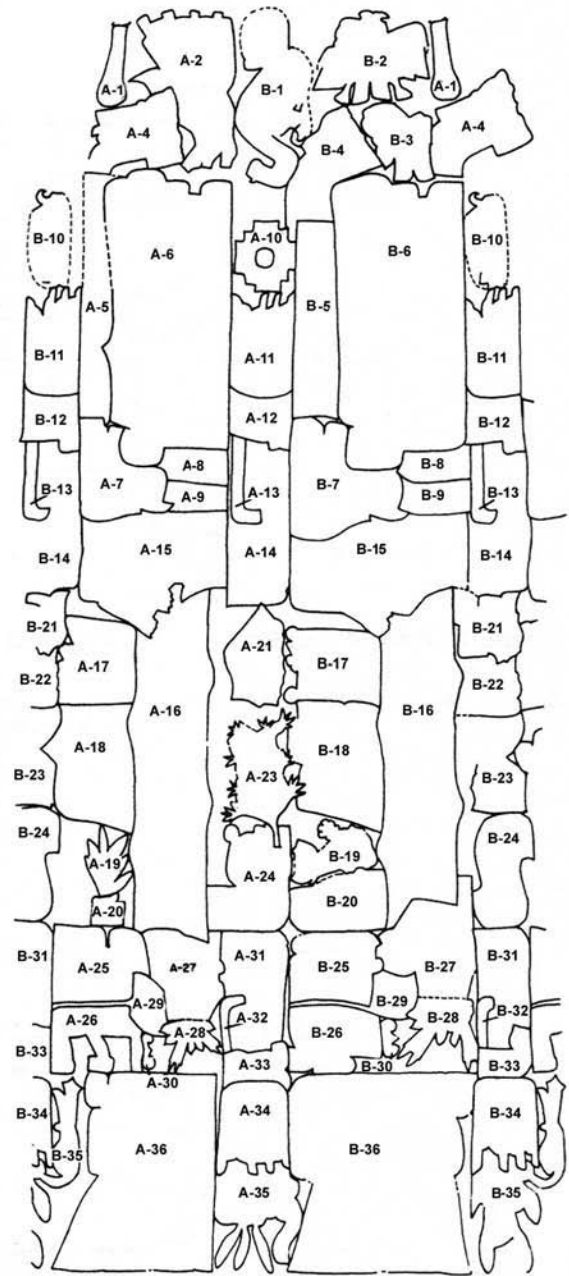 A-1 A-2 B-1 B-2 A-1
A-4 B-4 B-3 A-4
B-10 A-6 A-10 B-6 B-10
A-5 B-5
B-11 A-11 B-11
B-12 A-12 B-12
A-7 A-8 B-7 B-8
B-13 A-9 A-13 B-9 B-13
B-14 A-15 A-14 B-15 B-14
B-21 A-17 A-21 B-17 B-21
B-22 A-16 B-16 B-22
A-18 B-18
B-23 A-23 B-23
B-24 A-19 A-24 B-19 B-24
A-20 B-20
B-31 A-25 A-27 A-31 B-25 B-27 B-31
A-29 B-29
A-26 A-28 A-32 B-26 B-28 B-32
B-33 A-30 A-33 B-30 B-33
B-34 A-34 B-34
B-35 A-36 A-35 B-36 B-35